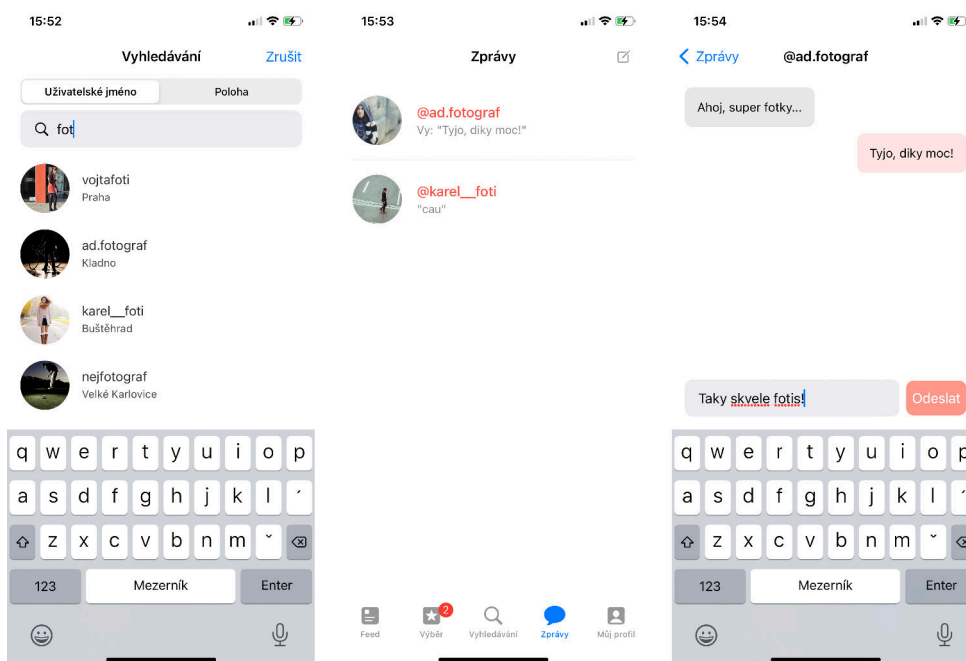 15:52
Vyhledávání
Zrušit
Uživatelské jméno
Poloha
fot
vojtafoti
Praha
ad.fotograf
Kladno
karel__foti
Buštěhrad
nejfotograf
Velké Karlovice
q w e r t y u i o p
a s d f g h j k l ´
z x c v b n m ˇ
123
Mezerník
Enter
15:53
Zprávy
@ad.fotograf
Vy: "Tyjo, diky moc!"
@karel__foti
"cau"
2
Feed
Výběr
Vyhledávání
Zprávy
Můj profil
15:54
Zprávy
@ad.fotograf
Ahoj, super fotky...
Tyjo, diky moc!
Taky skvele fotis!
Odeslat
q w e r t y u i o p
a s d f g h j k l ´
z x c v b n m ˇ
123
Mezerník
Enter